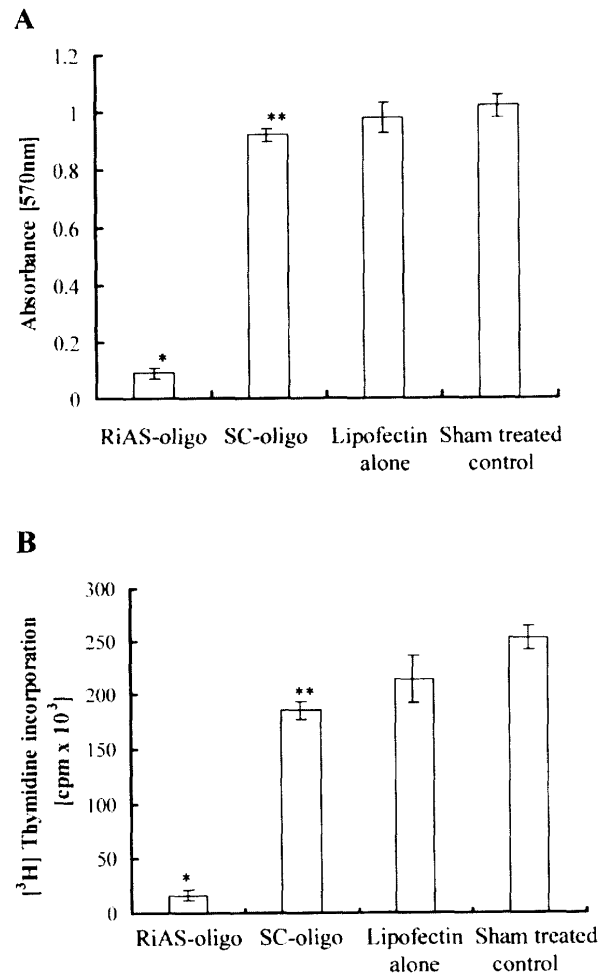 A
Absorbance [570nm]
1.2
1
0.8
0.6
0.4
0.2
0
*
**
RiAS-oligo SC-oligo Lipofectin alone Sham treated control
B
[³H] Thymidine incorporation
[cpm x 10³]
300
250
200
150
100
50
0
*
**
RiAS-oligo SC-oligo Lipofectin alone Sham treated control